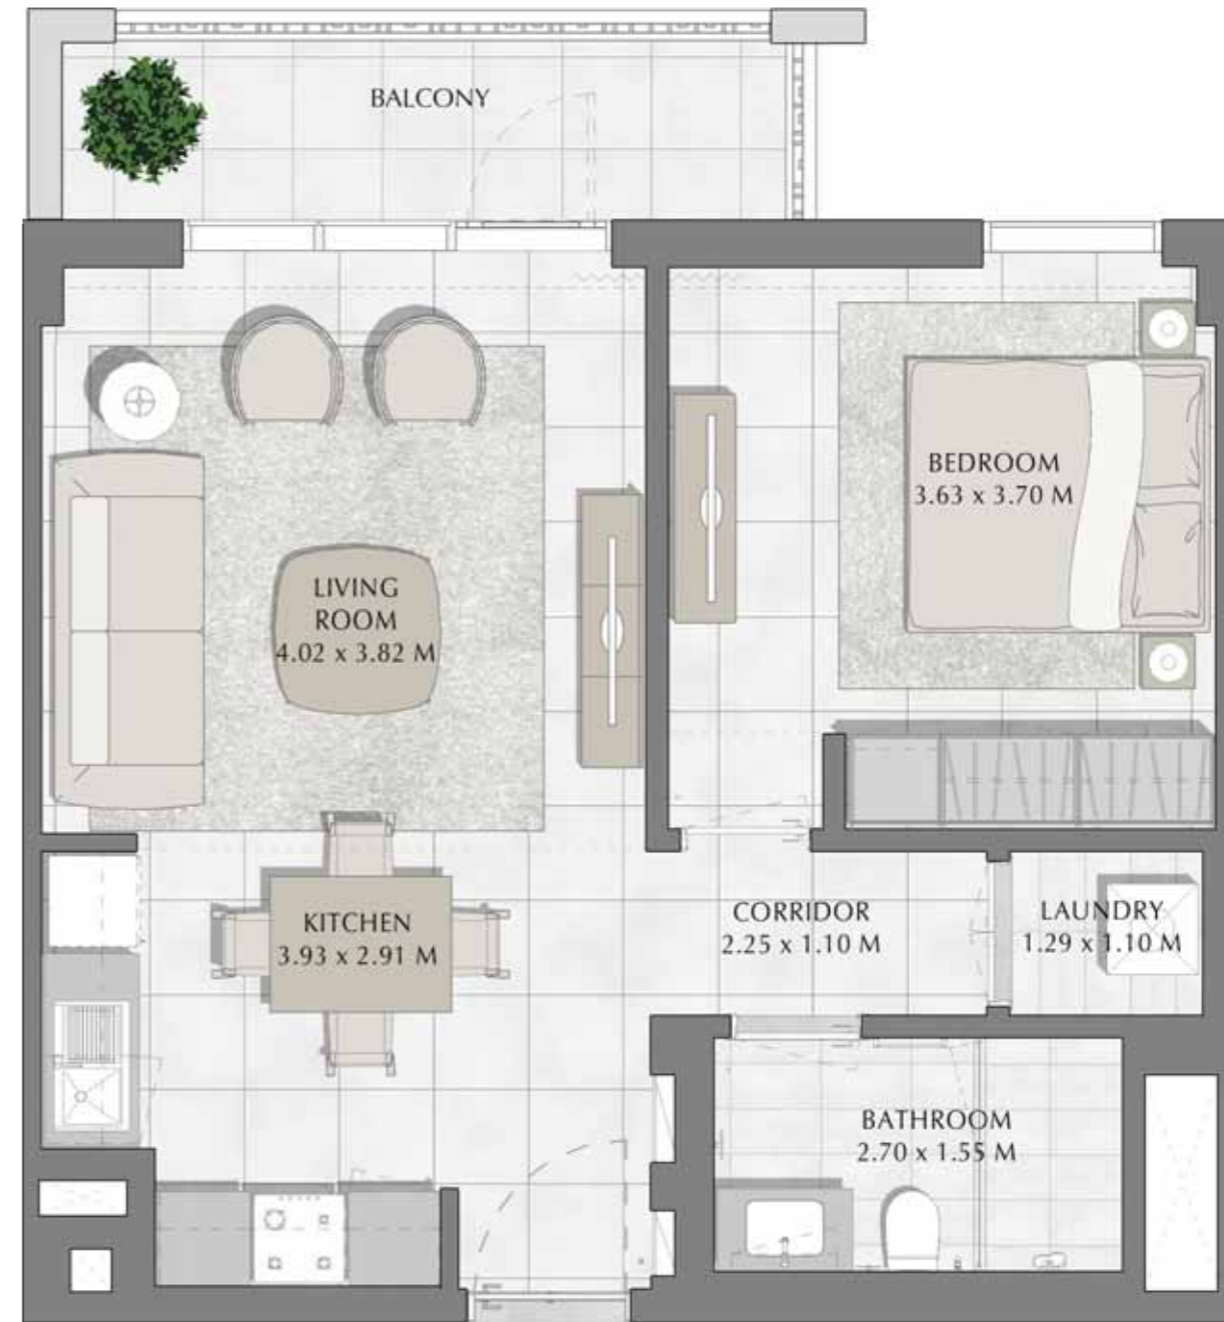 BALCONY
BEDROOM
3.63 x 3.70 M
LIVING
ROOM
4.02 x 3.82 M
KITCHEN
3.93 x 2.91 M
CORRIDOR
2.25 x 1.10 M
LAUNDRY
1.29 x 1.10 M
BATHROOM
2.70 x 1.55 M